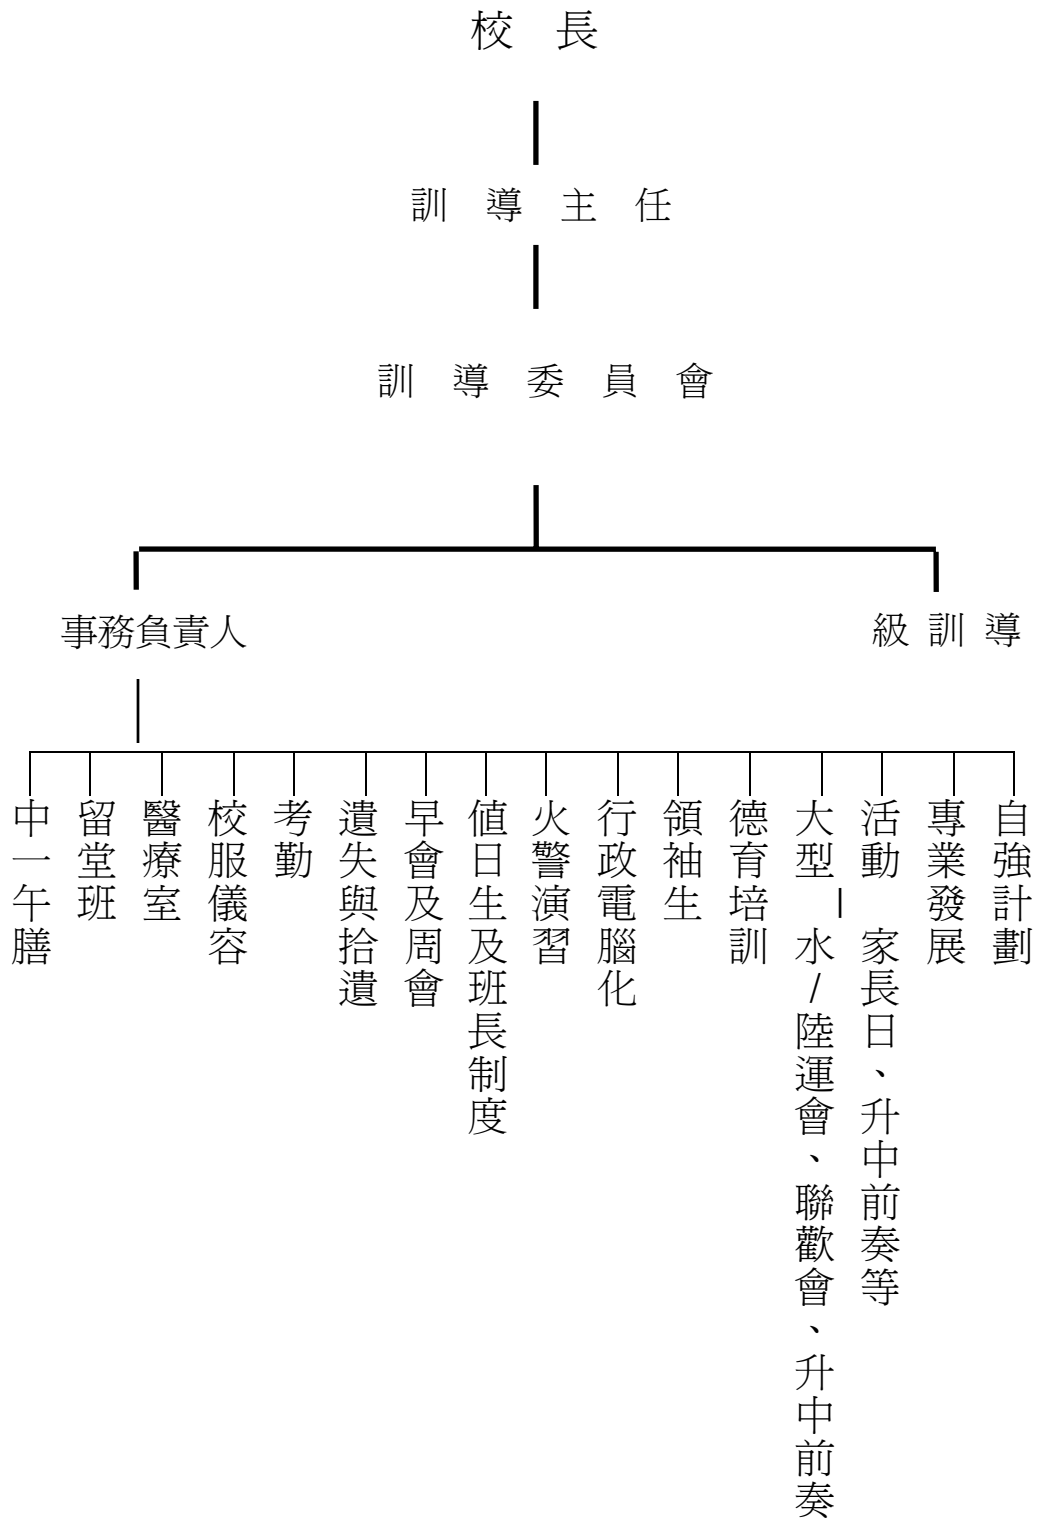 校 長
訓 導 主 任
訓 導 委 員 會
事務負責人
級 訓 導
中一午膳
留堂班
醫療室
校服儀容
考勤
遺失與拾遺
早會及周會
值日生及班長制度
火警演習
行政電腦化
領袖生
德育培訓
大型 水/陸運會、聯歡會、升中前奏
|
活動 家長日、升中前奏等
專業發展
自強計劃